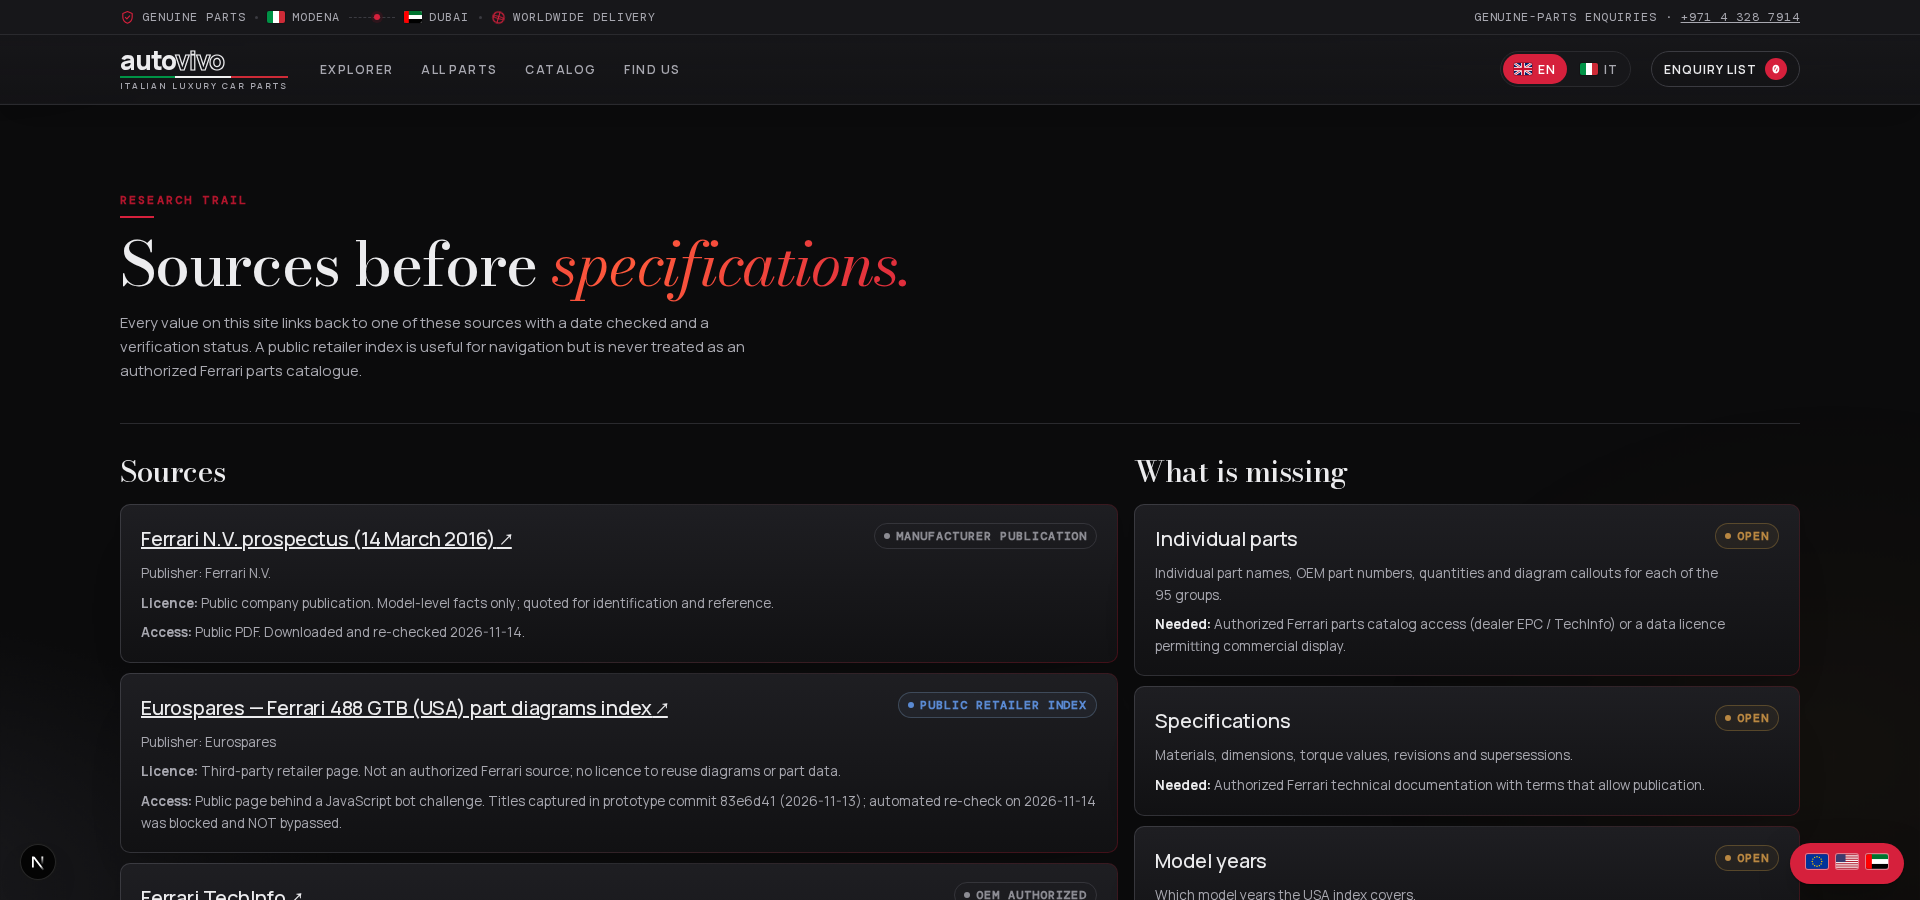 GENUINE PARTS • MODENA DUBAI • WORLDWIDE DELIVERY
GENUINE-PARTS ENQUIRIES · +971 4 328 7914
autovivo
ITALIAN LUXURY CAR PARTS
EXPLORER
ALL PARTS
CATALOG
FIND US
EN
IT
ENQUIRY LIST 0
RESEARCH TRAIL
Sources before specifications.
Every value on this site links back to one of these sources with a date checked and a
verification status. A public retailer index is useful for navigation but is never treated as an
authorized Ferrari parts catalogue.
Sources
Ferrari N.V. prospectus (14 March 2016) ↗
MANUFACTURER PUBLICATION
Publisher: Ferrari N.V.
Licence: Public company publication. Model-level facts only; quoted for identification and reference.
Access: Public PDF. Downloaded and re-checked 2026-11-14.
Eurospares — Ferrari 488 GTB (USA) part diagrams index ↗
PUBLIC RETAILER INDEX
Publisher: Eurospares
Licence: Third-party retailer page. Not an authorized Ferrari source; no licence to reuse diagrams or part data.
Access: Public page behind a JavaScript bot challenge. Titles captured in prototype commit 83e6d41 (2026-11-13); automated re-check on 2026-11-14
was blocked and NOT bypassed.
Ferrari TechInfo ↗
OEM AUTHORIZED
What is missing
Individual parts
OPEN
Individual part names, OEM part numbers, quantities and diagram callouts for each of the
95 groups.
Needed: Authorized Ferrari parts catalog access (dealer EPC / TechInfo) or a data licence
permitting commercial display.
Specifications
OPEN
Materials, dimensions, torque values, revisions and supersessions.
Needed: Authorized Ferrari technical documentation with terms that allow publication.
Model years
OPEN
Which model years the USA index covers.
N